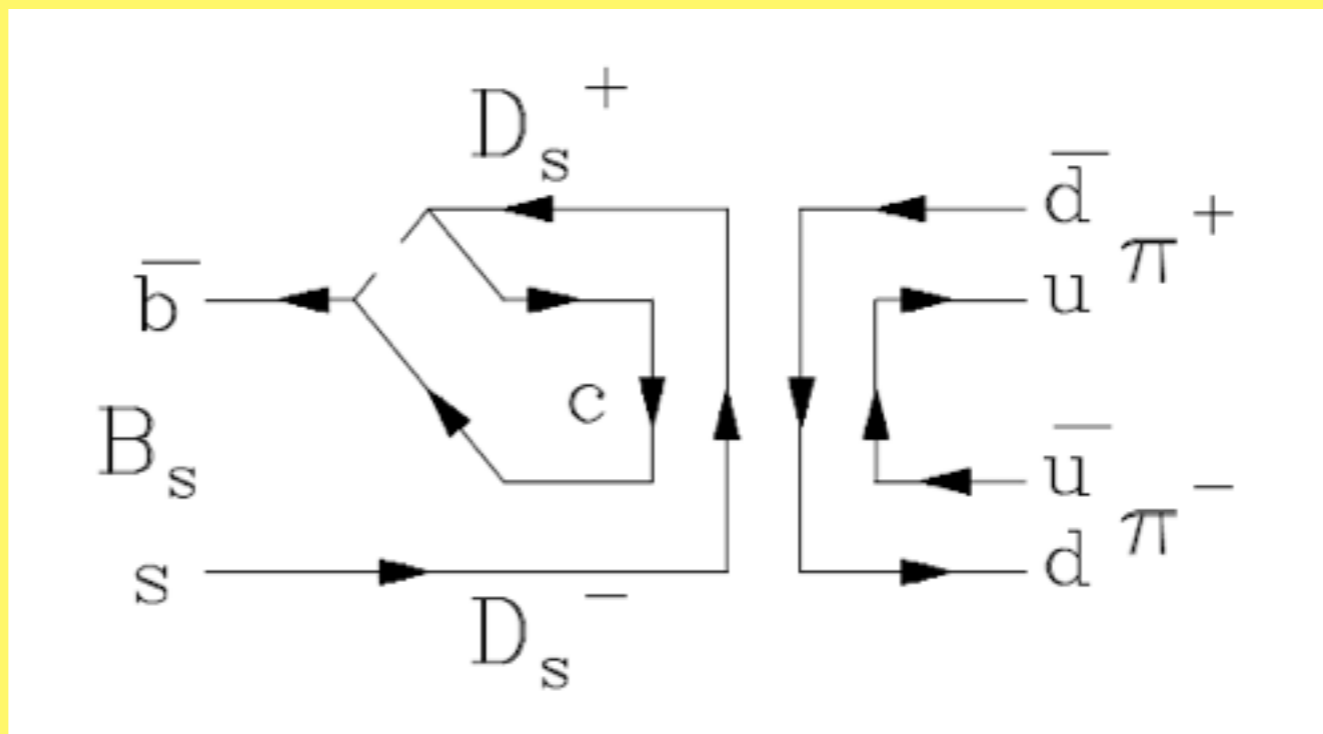 D_s^+
d̄
π^+
b̄
u
c
B_s
ū
π^-
s
d
D_s^-